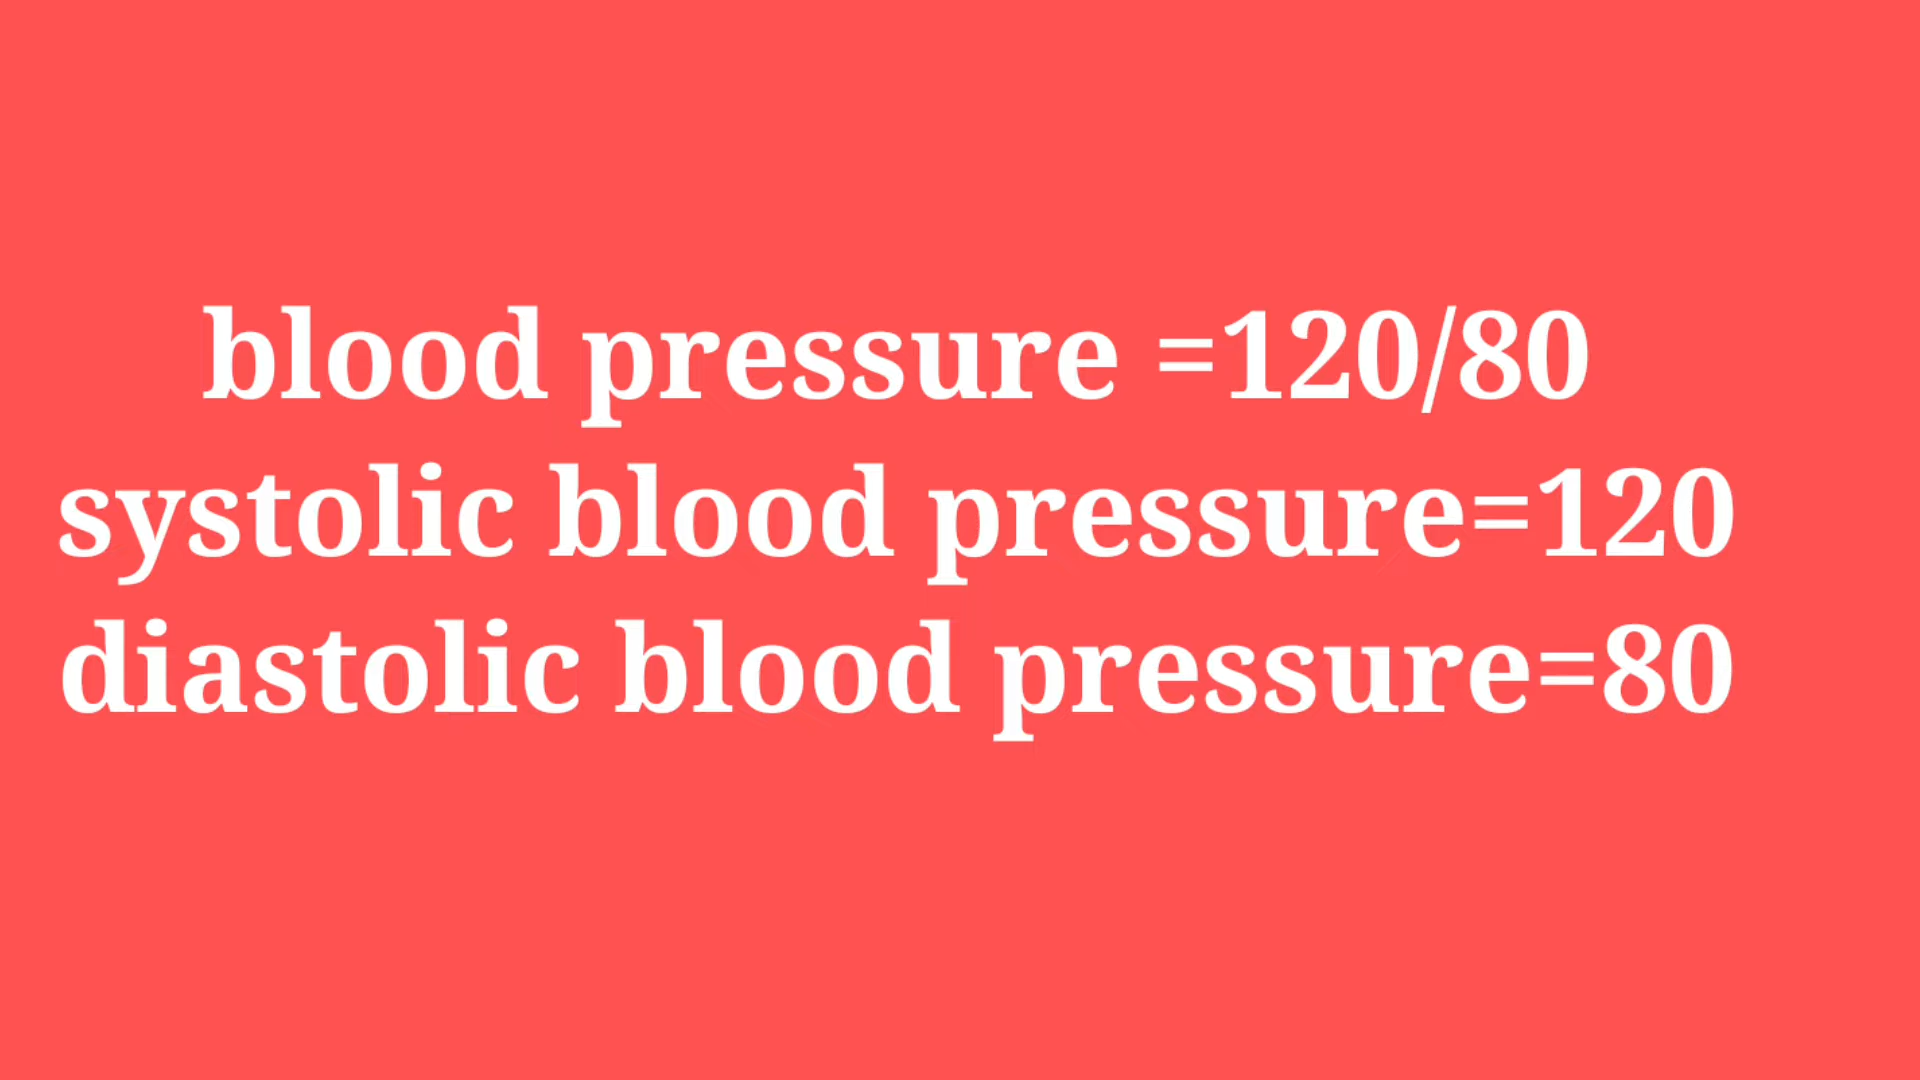 blood pressure =120/80
systolic blood pressure=120
diastolic blood pressure=80